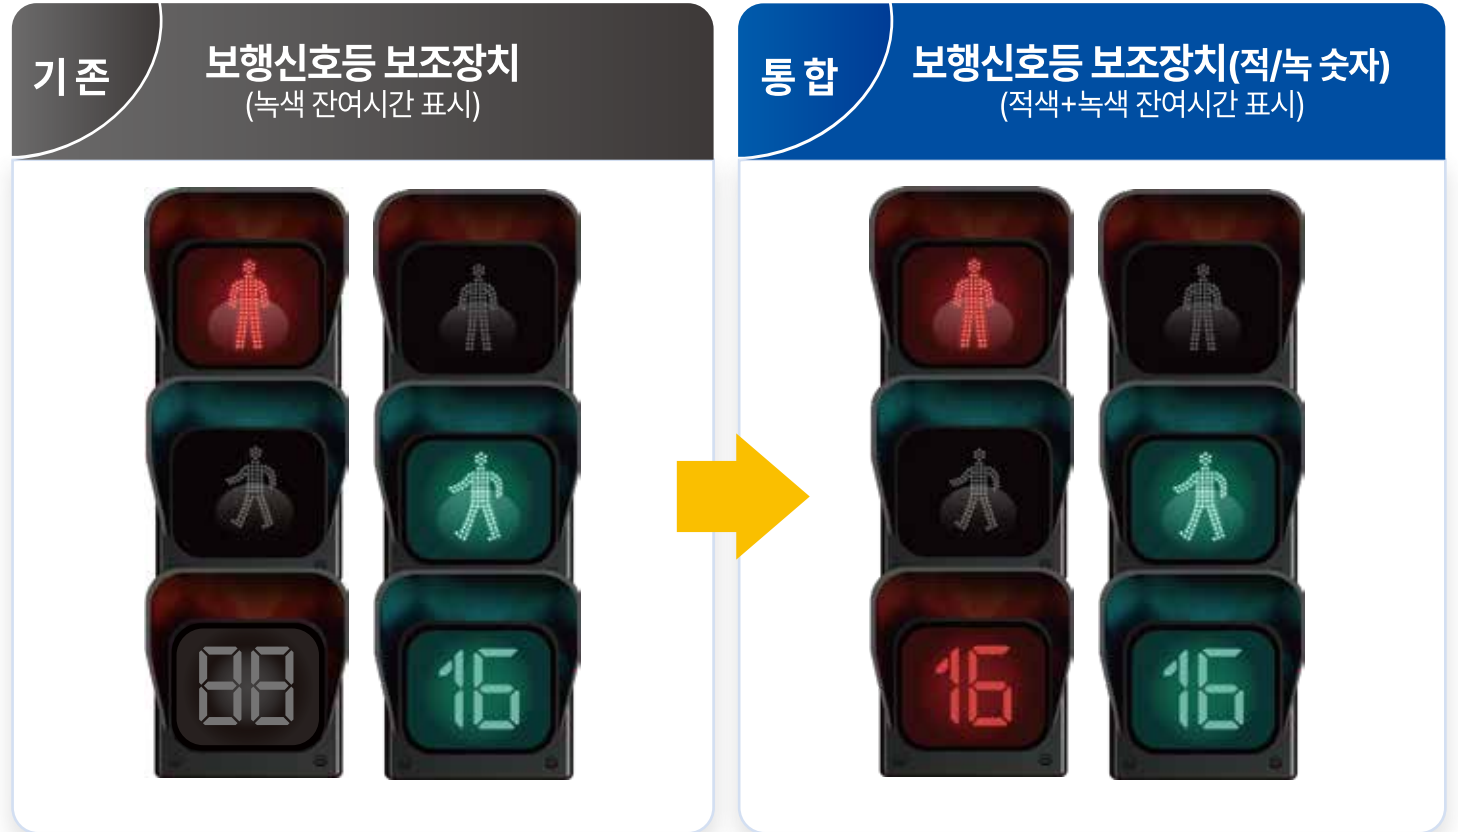 기존
보행신호등 보조장치
(녹색 잔여시간 표시)
통합
보행신호등 보조장치(적/녹 숫자)
(적색+녹색 잔여시간 표시)
88
16
16
16